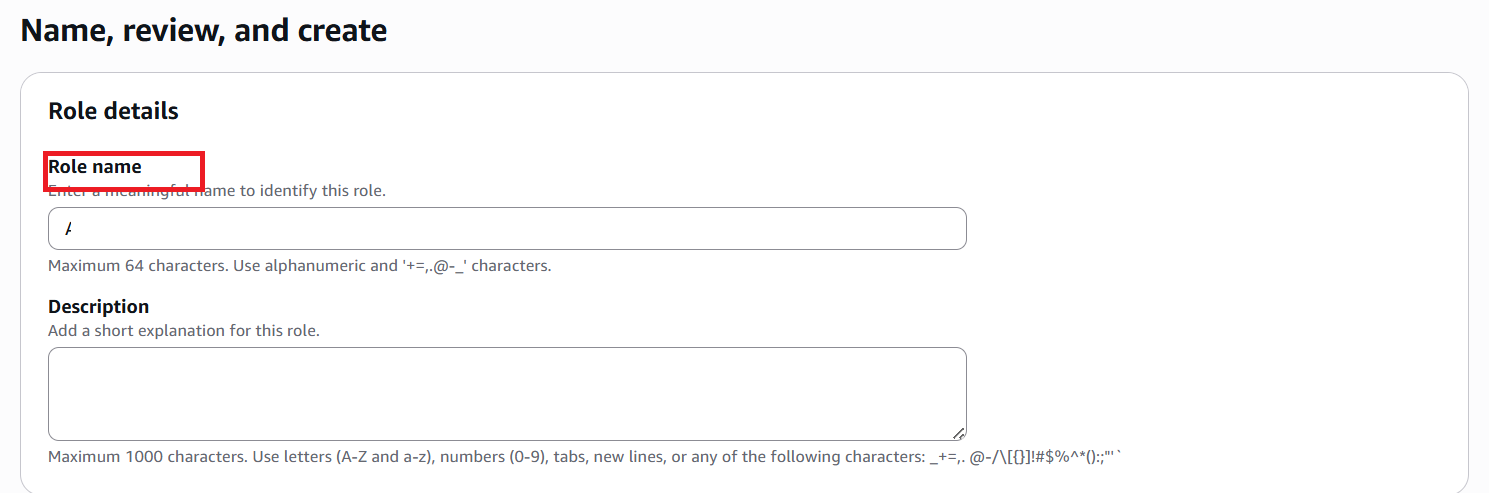 Name, review, and create
Role details
Role name
Enter a meaningful name to identify this role.
Maximum 64 characters. Use alphanumeric and '+=,.@-_' characters.
Description
Add a short explanation for this role.
Maximum 1000 characters. Use letters (A-Z and a-z), numbers (0-9), tabs, new lines, or any of the following characters: _+=,. @-/\[{}]!#$%^*():;"'`